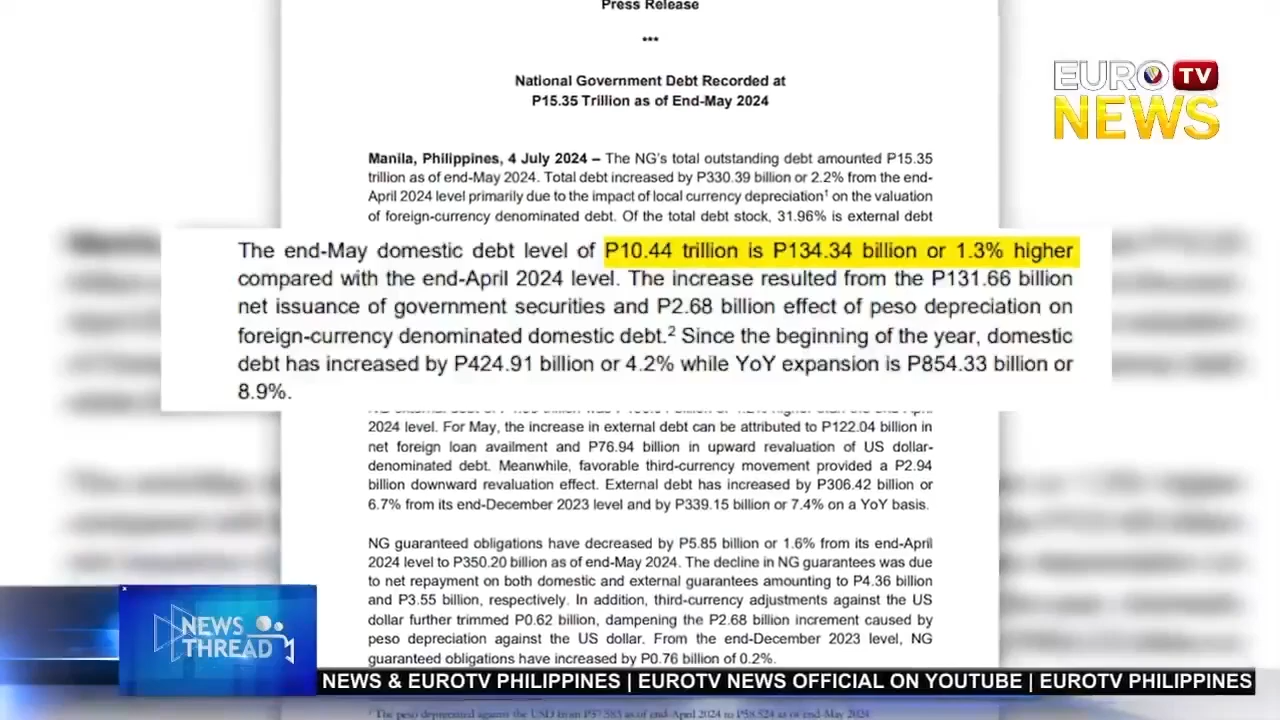 Press Release
***
National Government Debt Recorded at
P15.35 Trillion as of End-May 2024
EURO TV
NEWS
Manila, Philippines, 4 July 2024 – The NG's total outstanding debt amounted P15.35
trillion as of end-May 2024. Total debt increased by P330.39 billion or 2.2% from the end-
April 2024 level primarily due to the impact of local currency depreciation¹ on the valuation
of foreign-currency denominated debt. Of the total debt stock, 31.96% is external debt
The end-May domestic debt level of P10.44 trillion is P134.34 billion or 1.3% higher
compared with the end-April 2024 level. The increase resulted from the P131.66 billion
net issuance of government securities and P2.68 billion effect of peso depreciation on
foreign-currency denominated domestic debt.² Since the beginning of the year, domestic
debt has increased by P424.91 billion or 4.2% while YoY expansion is P854.33 billion or
8.9%.
2024 level. For May, the increase in external debt can be attributed to P122.04 billion in
net foreign loan availment and P76.94 billion in upward revaluation of US dollar-
denominated debt. Meanwhile, favorable third-currency movement provided a P2.94
billion downward revaluation effect. External debt has increased by P306.42 billion or
6.7% from its end-December 2023 level and by P339.15 billion or 7.4% on a YoY basis.
NG guaranteed obligations have decreased by P5.85 billion or 1.6% from its end-April
2024 level to P350.20 billion as of end-May 2024. The decline in NG guarantees was due
to net repayment on both domestic and external guarantees amounting to P4.36 billion
and P3.55 billion, respectively. In addition, third-currency adjustments against the US
dollar further trimmed P0.62 billion, dampening the P2.68 billion increment caused by
peso depreciation against the US dollar. From the end-December 2023 level, NG
guaranteed obligations have increased by P0.76 billion of 0.2%.
NEWS
THREAD
NEWS & EUROTV PHILIPPINES | EUROTV NEWS OFFICIAL ON YOUTUBE | EUROTV PHILIPPINES